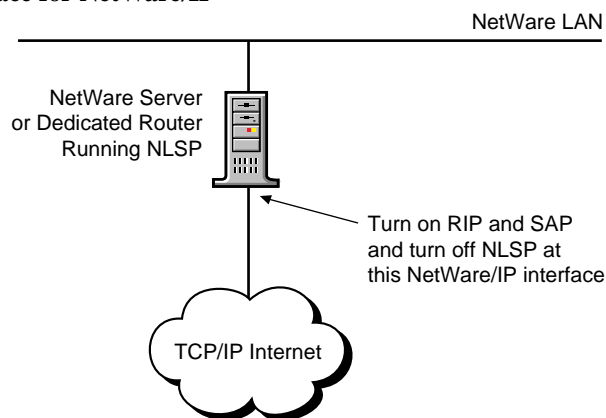 NetWare LAN
NetWare Server
or Dedicated Router
Running NLSP
Turn on RIP and SAP
and turn off NLSP at
this NetWare/IP interface
TCP/IP Internet